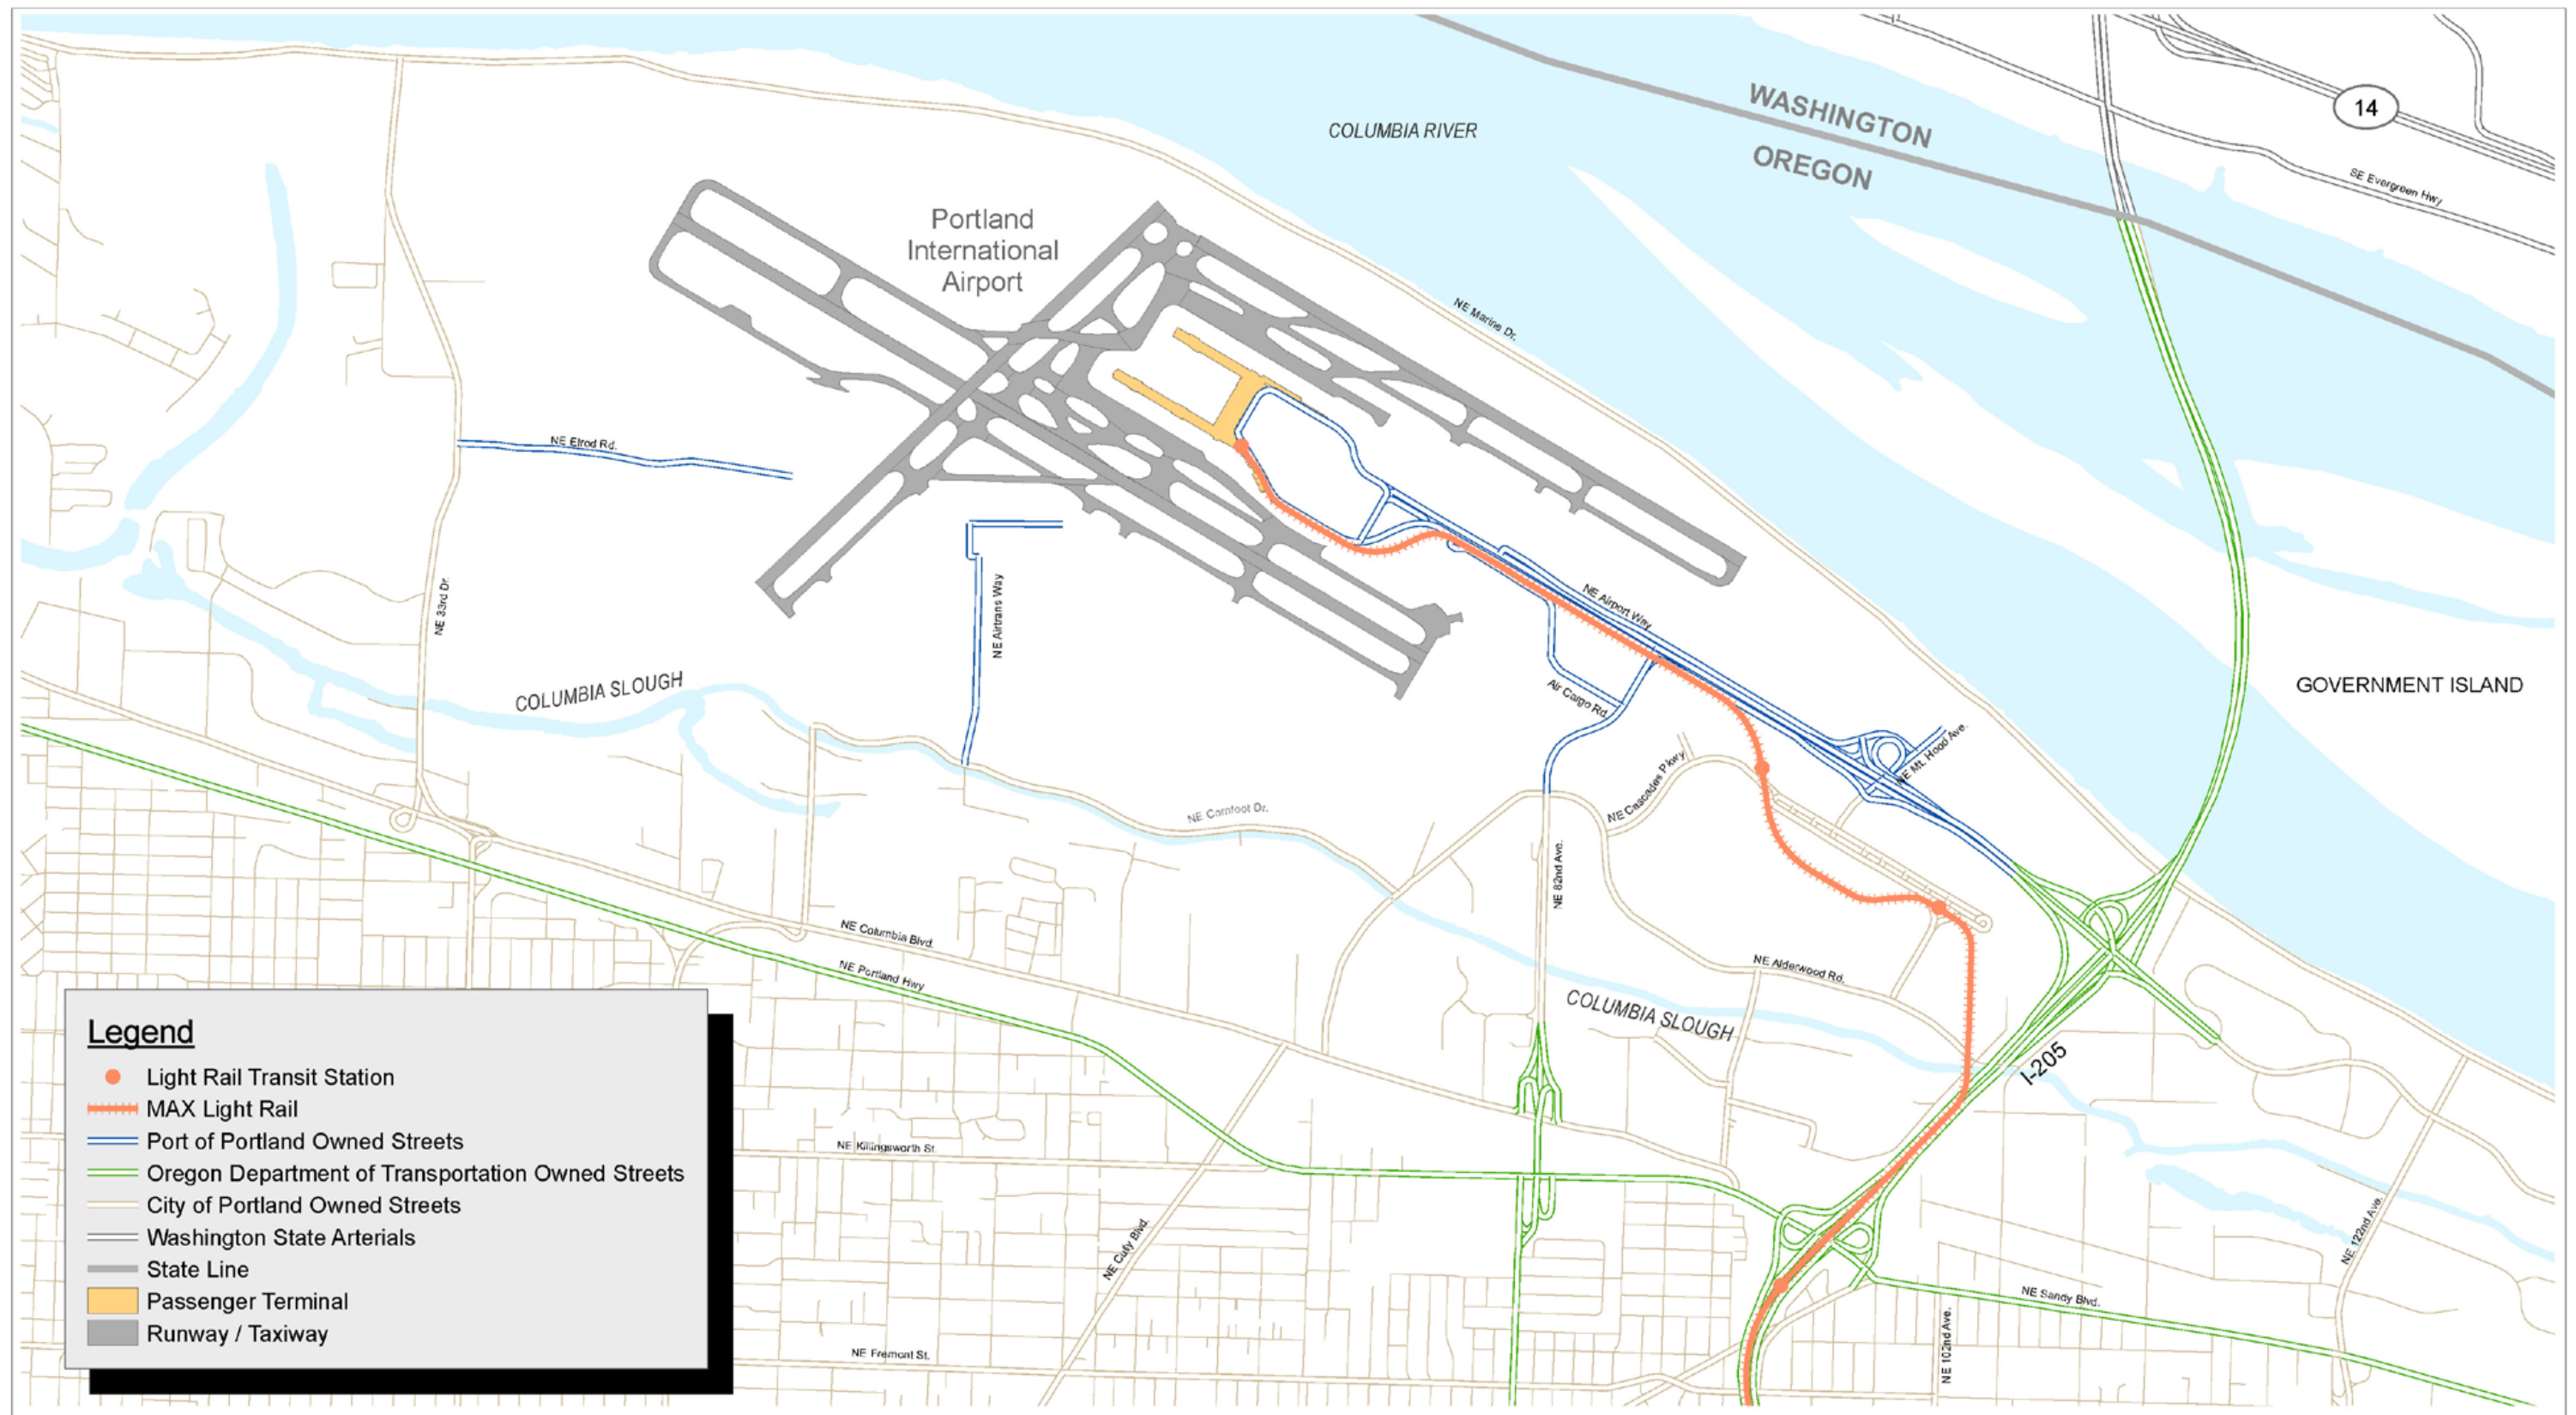 WASHINGTON
OREGON
14
COLUMBIA RIVER
SE Evergreen Hwy
Portland
International
Airport
NE Marine Dr.
NE Elrod Rd.
NE 33rd Dr.
NE Airtrans Way
NE Airport Way
COLUMBIA SLOUGH
GOVERNMENT ISLAND
Air Cargo Rd.
NE Mt. Hood Ave.
NE Cascades Pkwy
NE Cornfoot Dr.
NE 82nd Ave.
NE Columbia Blvd.
NE Portland Hwy
NE Alderwood Rd.
COLUMBIA SLOUGH
I-205
NE Killingsworth St.
NE Cully Blvd.
NE 122nd Ave.
NE Sandy Blvd.
NE 102nd Ave.
NE Fremont St.
Legend
Light Rail Transit Station
MAX Light Rail
Port of Portland Owned Streets
Oregon Department of Transportation Owned Streets
City of Portland Owned Streets
Washington State Arterials
State Line
Passenger Terminal
Runway / Taxiway